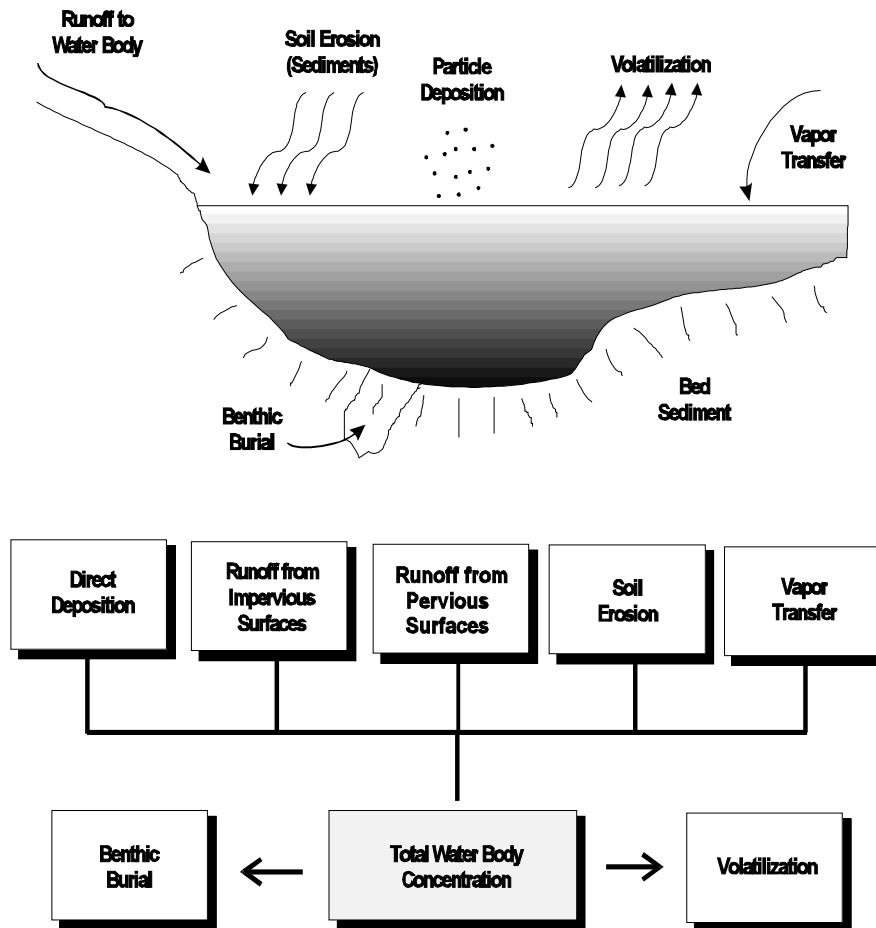 Runoff to
Water Body
Soil Erosion
(Sediments)
Particle
Deposition
Volatilization
Vapor
Transfer
Benthic
Burial
Bed
Sediment
Direct
Deposition
Runoff from
Impervious
Surfaces
Runoff from
Pervious
Surfaces
Soil
Erosion
Vapor
Transfer
Benthic
Burial
Total Water Body
Concentration
Volatilization